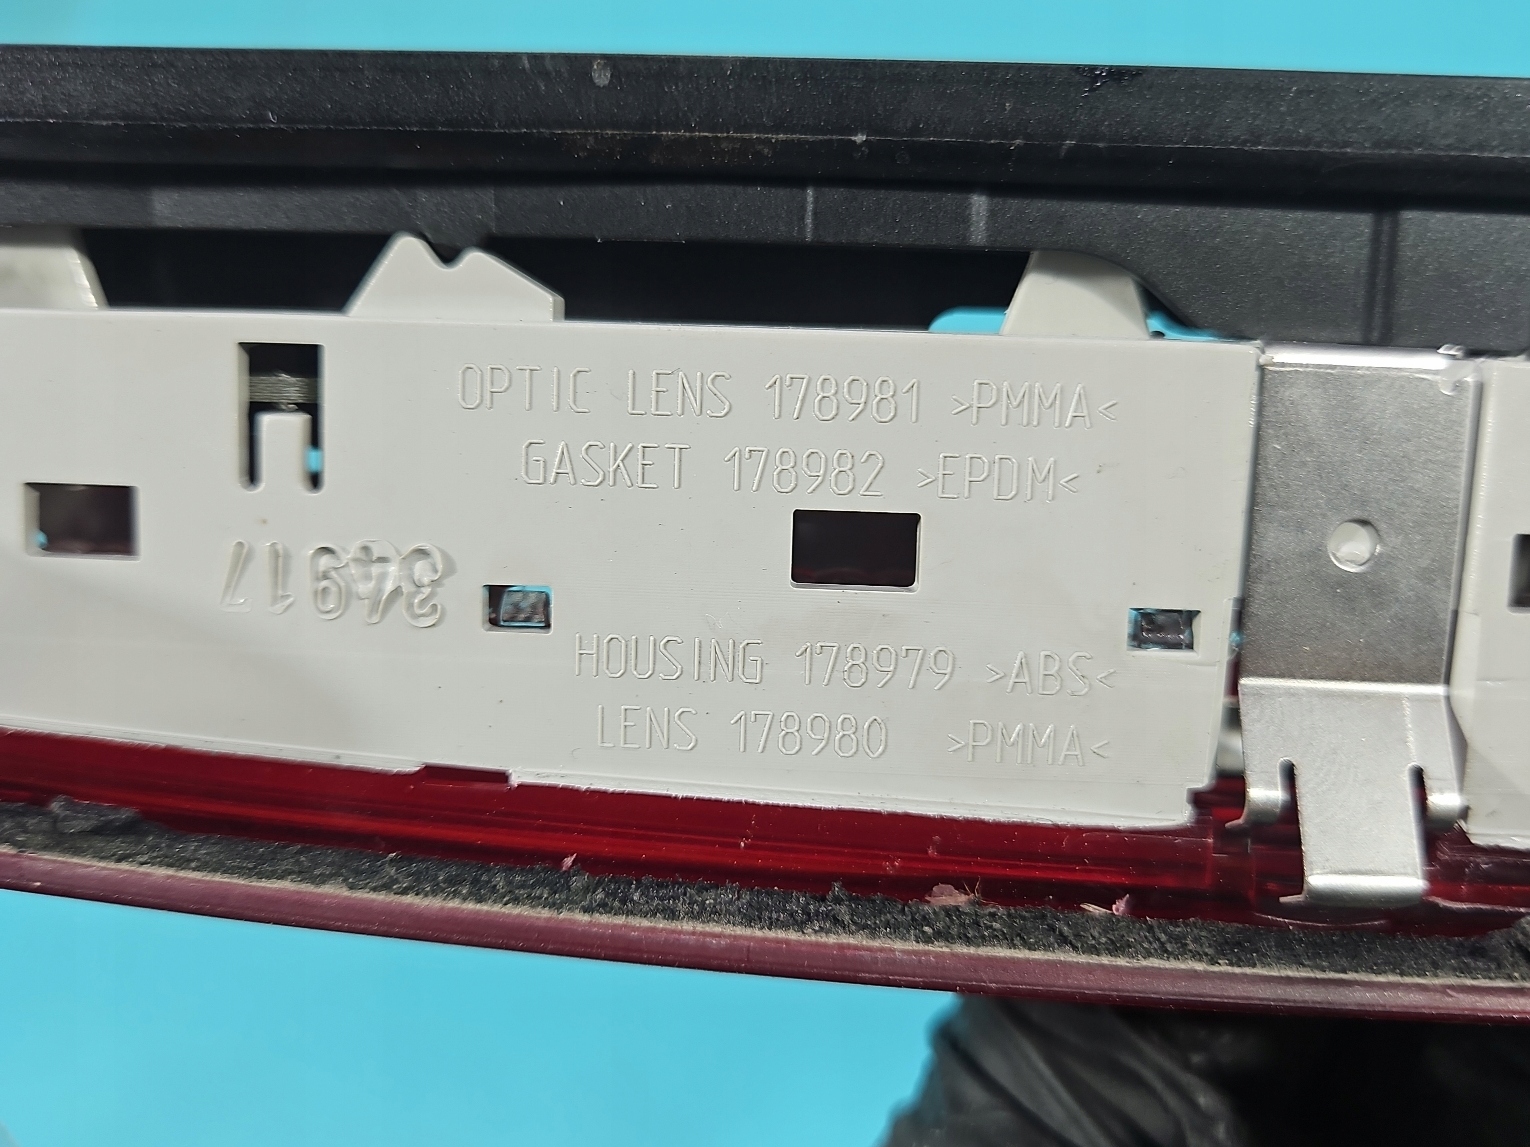 OPTIC LENS 178981 >PMMA<
GASKET 178982 >EPDM<
34917
HOUSING 178979 >ABS<
LENS 178980 >PMMA<